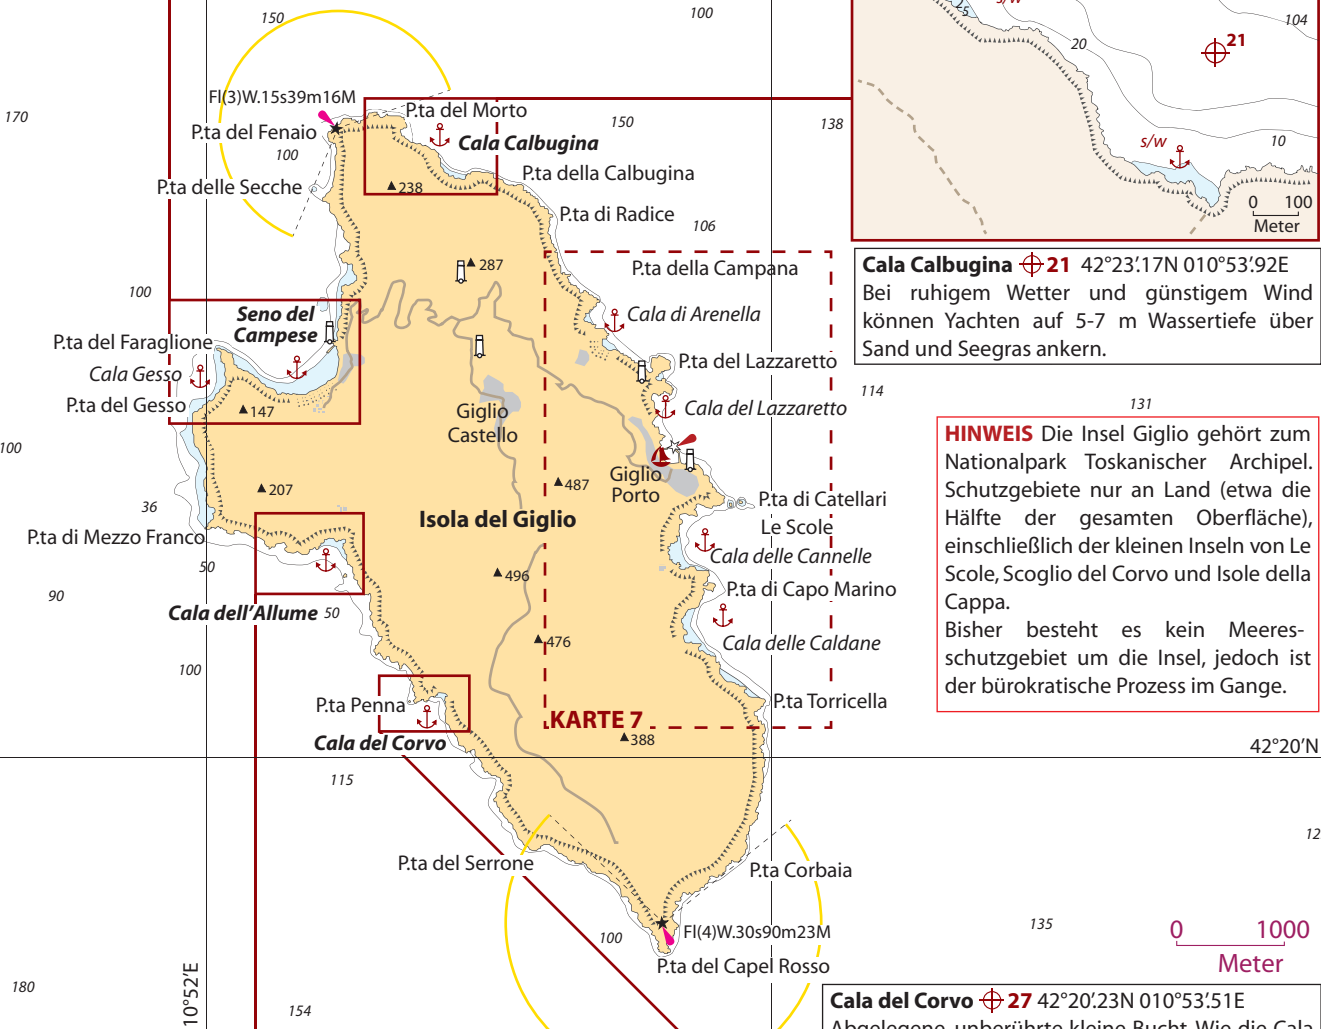 150
100
s/w
25
104
20
21
Fl(3)W.15s39m16M
P.ta del Morto
170
P.ta del Fenaio
150
138
Cala Calbugina
s/w
10
100
P.ta della Calbugina
P.ta delle Secche
238
0 100
Meter
P.ta di Radice
106
287
P.ta della Campana
Cala Calbugina 21 42°23'.17N 010°53'.92E
Bei ruhigem Wetter und günstigem Wind
können Yachten auf 5-7 m Wassertiefe über
Sand und Seegras ankern.
100
Seno del
Campese
Cala di Arenella
P.ta del Faraglione
P.ta del Lazzaretto
Cala Gesso
114
P.ta del Gesso
147
Giglio
Castello
Cala del Lazzaretto
131
100
HINWEIS Die Insel Giglio gehört zum
Nationalpark Toskanischer Archipel.
Schutzgebiete nur an Land (etwa die
Hälfte der gesamten Oberfläche),
einschließlich der kleinen Inseln von Le
Scole, Scoglio del Corvo und Isole della
Cappa.
Bisher besteht es kein Meeres-
schutzgebiet um die Insel, jedoch ist
der bürokratische Prozess im Gange.
207
487
Giglio
Porto
36
P.ta di Catellari
Isola del Giglio
Le Scole
P.ta di Mezzo Franco
Cala delle Cannelle
50
496
90
P.ta di Capo Marino
Cala dell'Allume
50
476
Cala delle Caldane
100
P.ta Penna
P.ta Torricella
KARTE 7
388
Cala del Corvo
42°20'N
115
12
P.ta del Serrone
P.ta Corbaia
135
Fl(4)W.30s90m23M
100
0 1000
Meter
P.ta del Capel Rosso
180
10°52'E
154
Cala del Corvo 27 42°20'.23N 010°53'.51E
Abgelegene, unberührte kleine Bucht. Wie die Cala